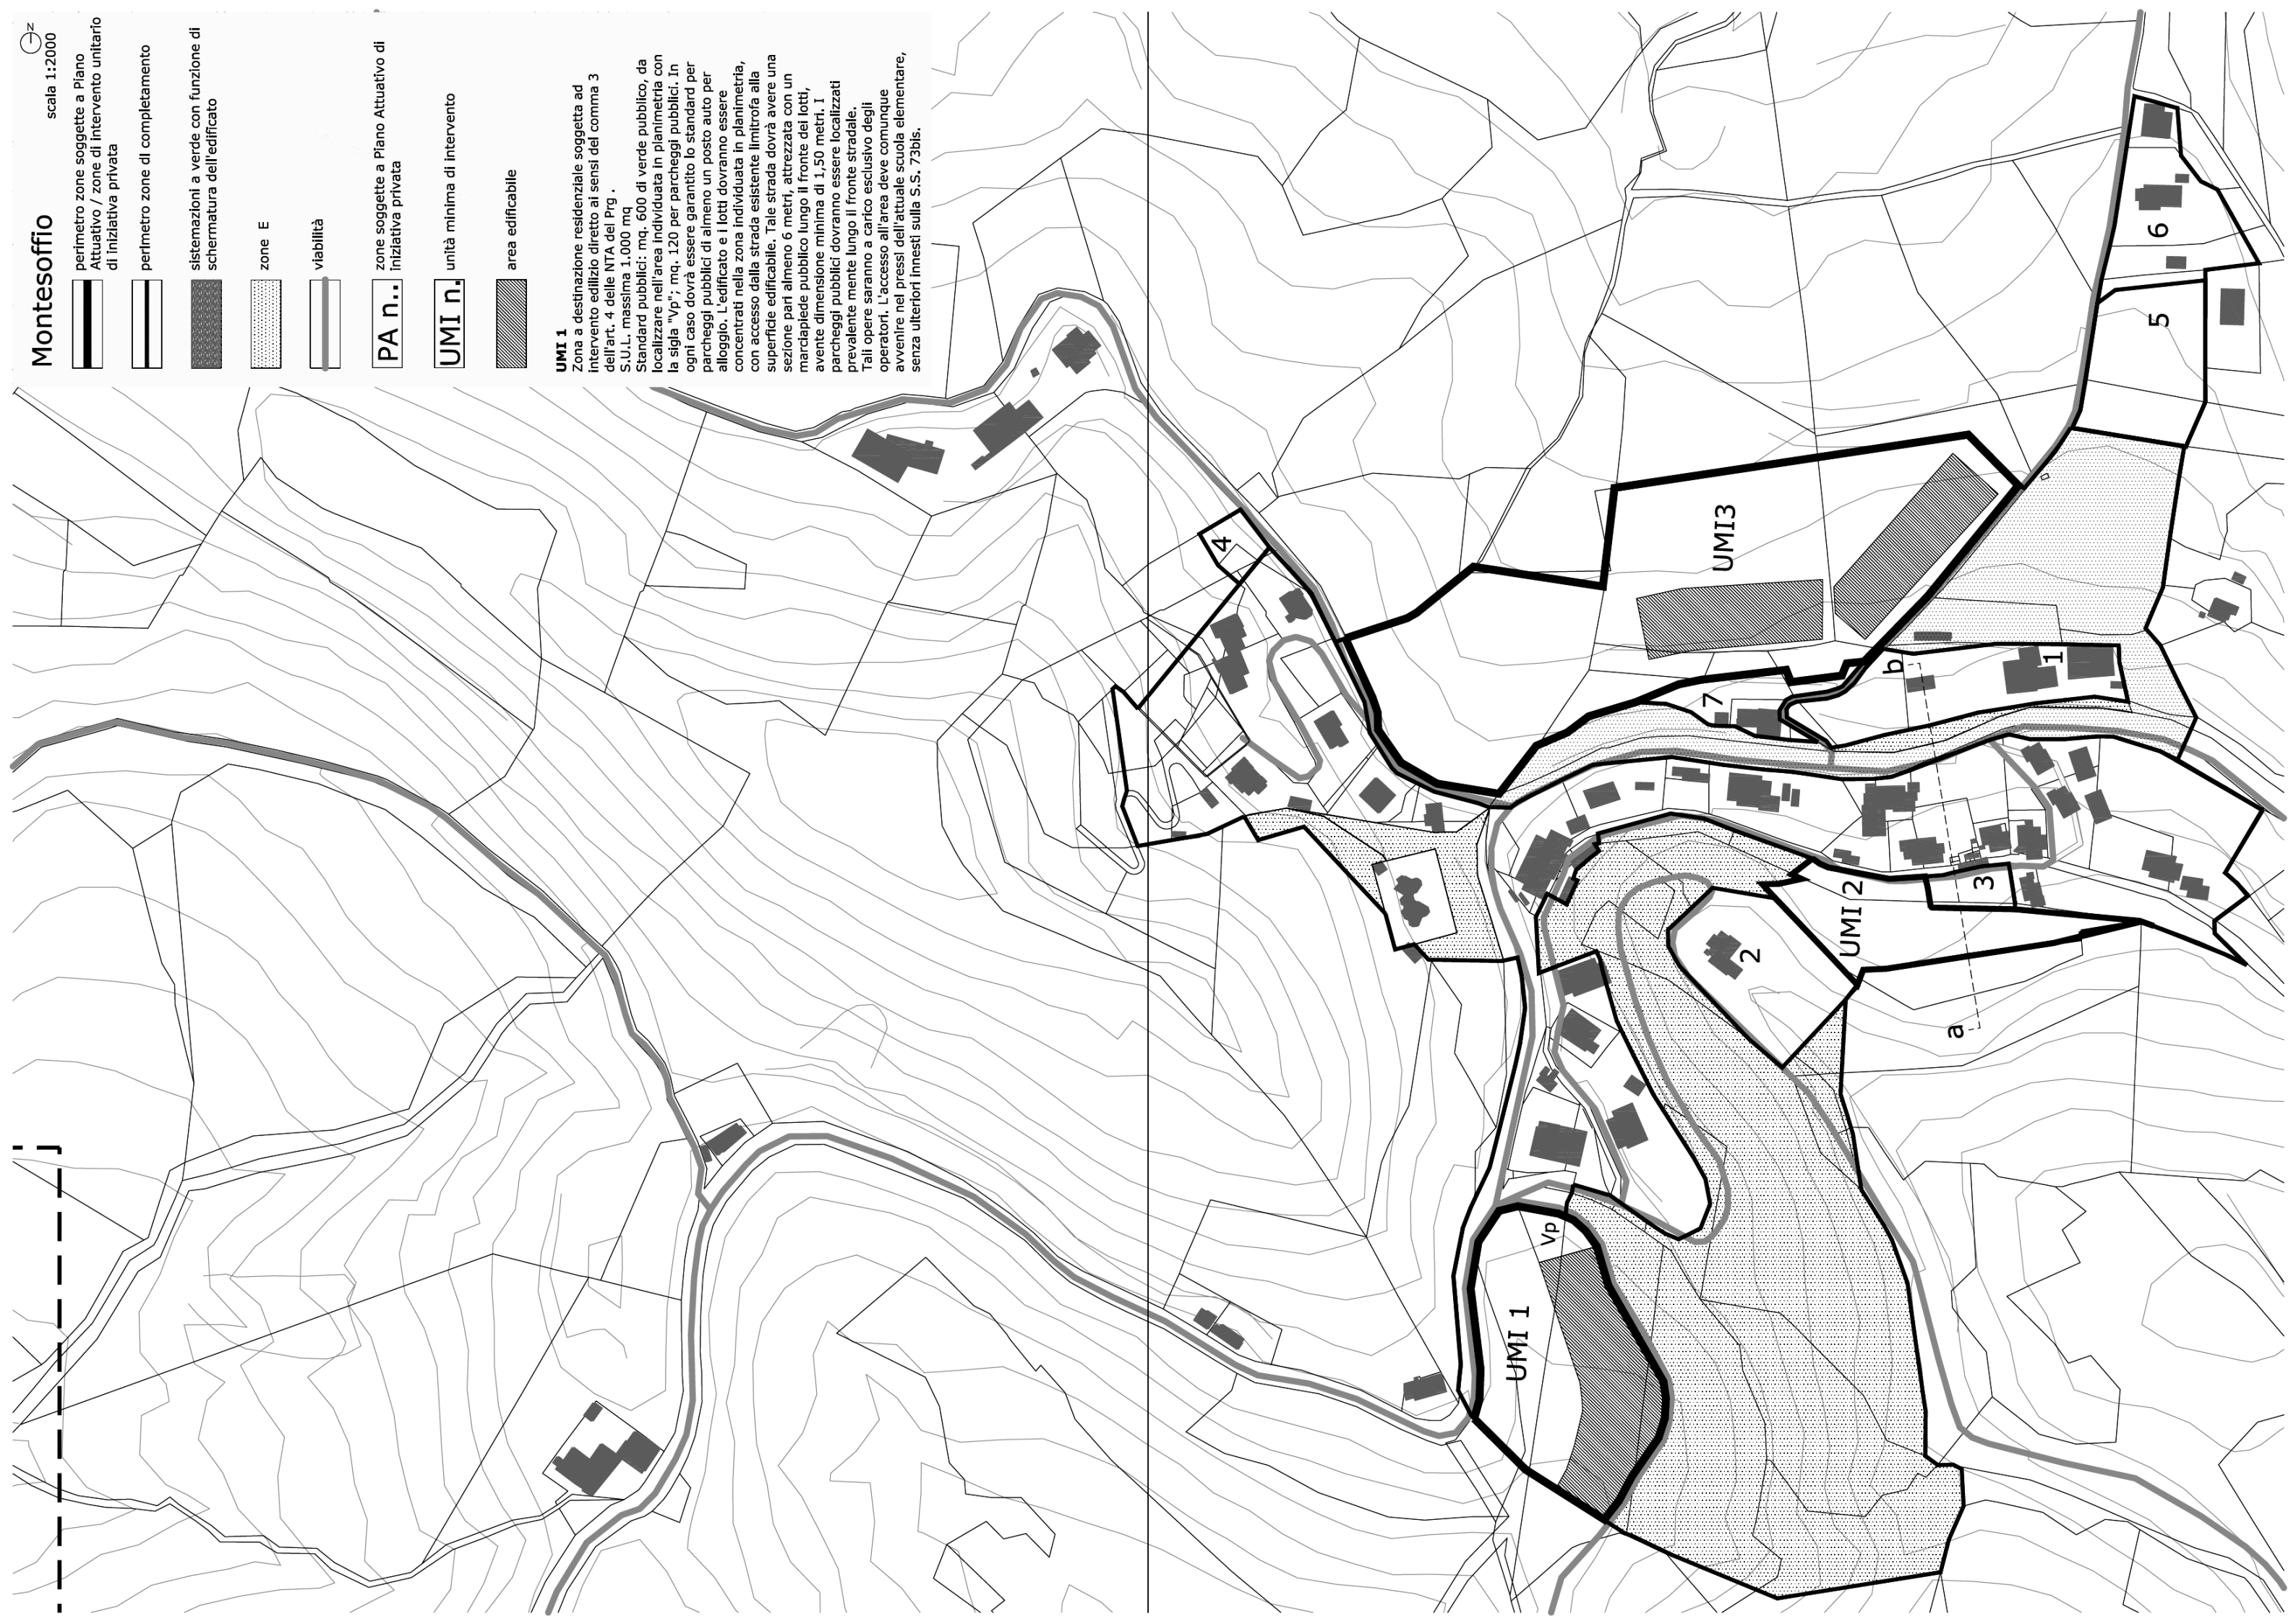 Montesoffio
N
scala 1:2000
perimetro zone soggette a Piano
Attuativo / zone di intervento unitario
di iniziativa privata
perimetro zone di completamento
sistemazioni a verde con funzione di
schermatura dell'edificato
zone E
viabilità
PA n..
zone soggette a Piano Attuativo di
iniziativa privata
UMI n.
unità minima di intervento
area edificabile
UMI 1
Zona a destinazione residenziale soggetta ad
intervento edilizio diretto ai sensi del comma 3
dell'art. 4 delle NTA del Prg .
S.U.L. massima 1.000 mq
Standard pubblici: mq. 600 di verde pubblico, da
localizzare nell'area individuata in planimetria con
la sigla "Vp"; mq. 120 per parcheggi pubblici. In
ogni caso dovrà essere garantito lo standard per
parcheggi pubblici di almeno un posto auto per
alloggio. L'edificato e i lotti dovranno essere
concentrati nella zona individuata in planimetria,
con accesso dalla strada esistente limitrofa alla
superficie edificabile. Tale strada dovrà avere una
sezione pari almeno 6 metri, attrezzata con un
marciapiede pubblico lungo il fronte dei lotti,
avente dimensione minima di 1,50 metri. I
parcheggi pubblici dovranno essere localizzati
prevalente mente lungo il fronte stradale.
Tali opere saranno a carico esclusivo degli
operatori. L'accesso all'area deve comunque
avvenire nel pressi dell'attuale scuola elementare,
senza ulteriori innesti sulla S.S. 73bis.
4
UMI3
6
5
7
b
1
3
UMI 2
2
a
Vp
UMI 1